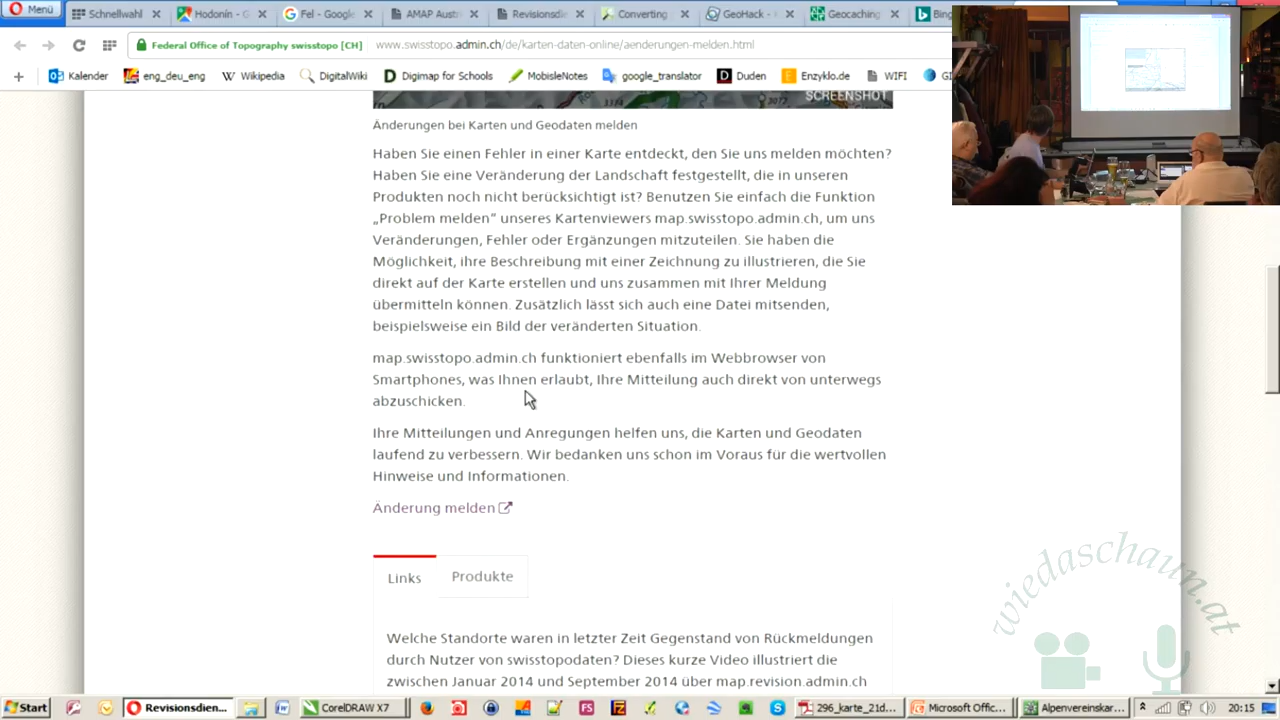 Menü
Schnellwahl
Hodonín - G
Fel - Google
AMAP Aust
Revisionsdi
Converting
GeoHack -
Geocaching
Bing
Federal Office of Topography swisstopo [CH]
www.swisstopo.admin.ch/de/karten-daten-online/aenderungen-melden.html
Kalender
eng_deu_eng
Wikipedia
DigitalWiki
Digimap for Schools
MobisleNotes
google_translator
Duden
Enzyklo.de
WIFI
SCREENSHOT
Änderungen bei Karten und Geodaten melden
Haben Sie einen Fehler in einer Karte entdeckt, den Sie uns melden möchten?
Haben Sie eine Veränderung der Landschaft festgestellt, die in unseren
Produkten noch nicht berücksichtigt ist? Benutzen Sie einfach die Funktion
„Problem melden“ unseres Kartenviewers map.swisstopo.admin.ch, um uns
Veränderungen, Fehler oder Ergänzungen mitzuteilen. Sie haben die
Möglichkeit, ihre Beschreibung mit einer Zeichnung zu illustrieren, die Sie
direkt auf der Karte erstellen und uns zusammen mit Ihrer Meldung
übermitteln können. Zusätzlich lässt sich auch eine Datei mitsenden,
beispielsweise ein Bild der veränderten Situation.
map.swisstopo.admin.ch funktioniert ebenfalls im Webbrowser von
Smartphones, was Ihnen erlaubt, Ihre Mitteilung auch direkt von unterwegs
abzuschicken.
Ihre Mitteilungen und Anregungen helfen uns, die Karten und Geodaten
laufend zu verbessern. Wir bedanken uns schon im Voraus für die wertvollen
Hinweise und Informationen.
Änderung melden
Links
Produkte
Welche Standorte waren in letzter Zeit Gegenstand von Rückmeldungen
durch Nutzer von swisstopodaten? Dieses kurze Video illustriert die
zwischen Januar 2014 und September 2014 über map.revision.admin.ch
wiedaschaun.at
Start
Revisionsdien...
CorelDRAW X7
296_karte_21d...
Microsoft Offic...
Alpenvereinskar...
20:15